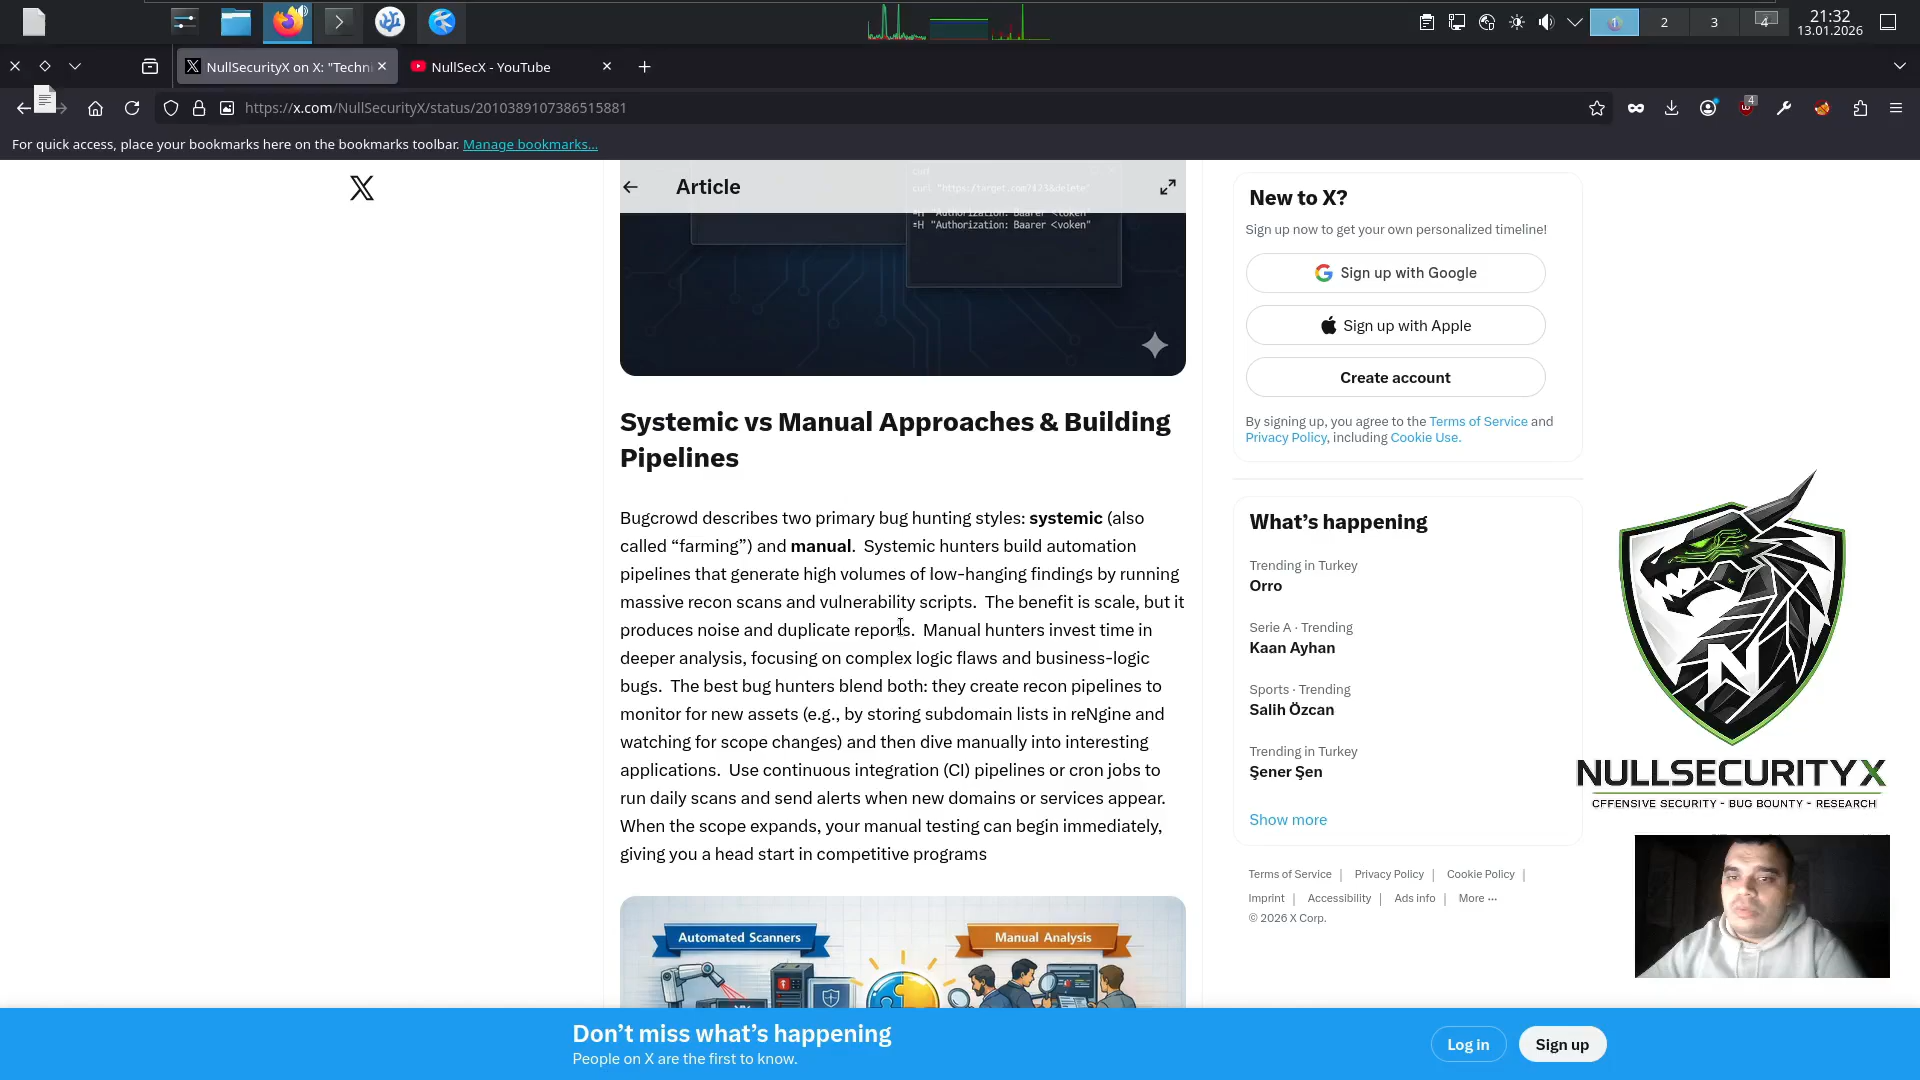 1
2
3
4
21:32
13.01.2026
NullSecurityX on X: "Techni
NullSecX - YouTube
https://x.com/NullSecurityX/status/2010389107386515881
4
For quick access, place your bookmarks here on the bookmarks toolbar. Manage bookmarks...
Article
curl
curl "https://target.com?123&delete"
=H "Authorization: Baarer <token"
=H "Authorization: Baarer <voken"
Systemic vs Manual Approaches & Building
Pipelines
Bugcrowd describes two primary bug hunting styles: systemic (also
called “farming”) and manual.  Systemic hunters build automation
pipelines that generate high volumes of low-hanging findings by running
massive recon scans and vulnerability scripts.  The benefit is scale, but it
produces noise and duplicate reports.  Manual hunters invest time in
deeper analysis, focusing on complex logic flaws and business-logic
bugs.  The best bug hunters blend both: they create recon pipelines to
monitor for new assets (e.g., by storing subdomain lists in reNgine and
watching for scope changes) and then dive manually into interesting
applications.  Use continuous integration (CI) pipelines or cron jobs to
run daily scans and send alerts when new domains or services appear.
When the scope expands, your manual testing can begin immediately,
giving you a head start in competitive programs
Automated Scanners
Manual Analysis
New to X?
Sign up now to get your own personalized timeline!
Sign up with Google
Sign up with Apple
Create account
By signing up, you agree to the Terms of Service and
Privacy Policy, including Cookie Use.
What’s happening
Trending in Turkey
Orro
Serie A · Trending
Kaan Ayhan
Sports · Trending
Salih Özcan
Trending in Turkey
Şener Şen
Show more
Terms of Service |
Privacy Policy |
Cookie Policy |
Imprint |
Accessibility |
Ads info |
More ···
© 2026 X Corp.
N
NULLSECURITYX
OFFENSIVE SECURITY - BUG BOUNTY - RESEARCH
Don’t miss what’s happening
People on X are the first to know.
Log in
Sign up